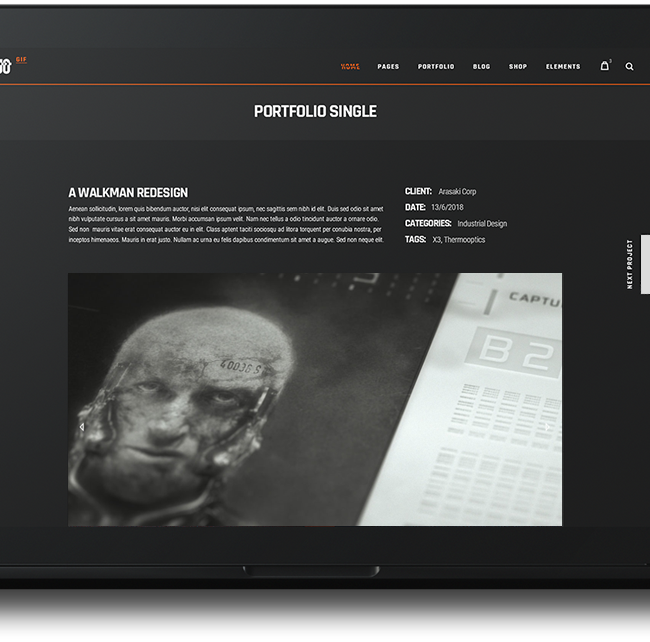 GIF
HOME
PAGES
PORTFOLIO
BLOG
SHOP
ELEMENTS
3
PORTFOLIO SINGLE
A WALKMAN REDESIGN
Aenean sollicitudin, lorem quis bibendum auctor, nisi elit consequat ipsum, nec sagittis sem nibh id elit. Duis sed odio sit amet
nibh vulputate cursus a sit amet mauris. Morbi accumsan ipsum velit. Nam nec tellus a odio tincidunt auctor a ornare odio.
Sed non mauris vitae erat consequat auctor eu in elit. Class aptent taciti sociosqu ad litora torquent per conubia nostra, per
inceptos himenaeos. Mauris in erat justo. Nullam ac urna eu felis dapibus condimentum sit amet a augue. Sed non neque elit.
CLIENT: Arasaki Corp
DATE: 13/6/2018
CATEGORIES: Industrial Design
TAGS: X3, Thermooptics
NEXT PROJECT
CAPTU
B2